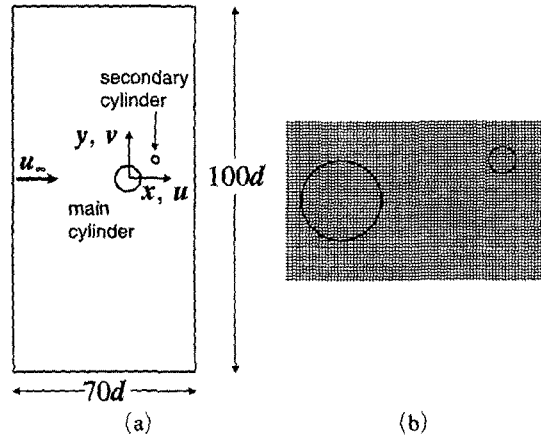 secondary
cylinder
y, v
u∞
100d
x, u
main
cylinder
70d
(a)
(b)